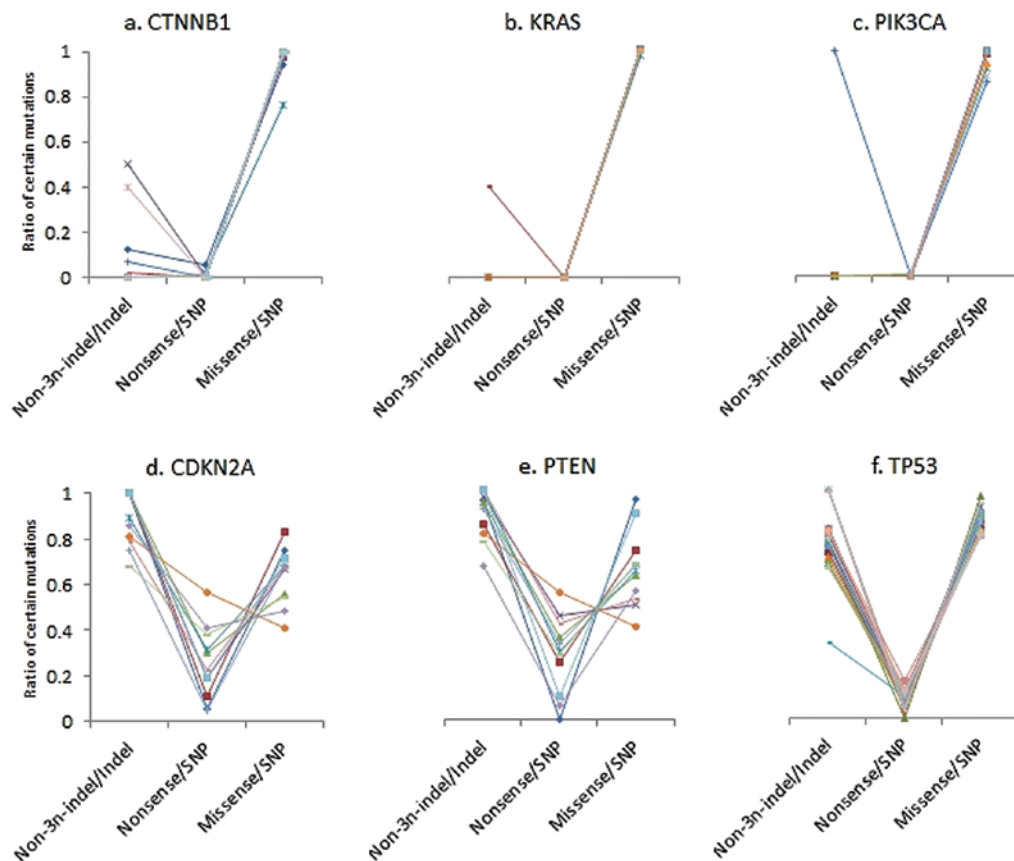 a. CTNNB1
b. KRAS
c. PIK3CA
Ratio of certain mutations
1
0.8
0.6
0.4
0.2
0
Non-3n-indel/Indel
Nonsense/SNP
Missense/SNP
Non-3n-indel/Indel
Nonsense/SNP
Missense/SNP
Non-3n-indel/Indel
Nonsense/SNP
Missense/SNP
d. CDKN2A
e. PTEN
f. TP53
Ratio of certain mutations
1
0.8
0.6
0.4
0.2
0
Non-3n-indel/Indel
Nonsense/SNP
Missense/SNP
Non-3n-indel/Indel
Nonsense/SNP
Missense/SNP
Non-3n-indel/Indel
Nonsense/SNP
Missense/SNP